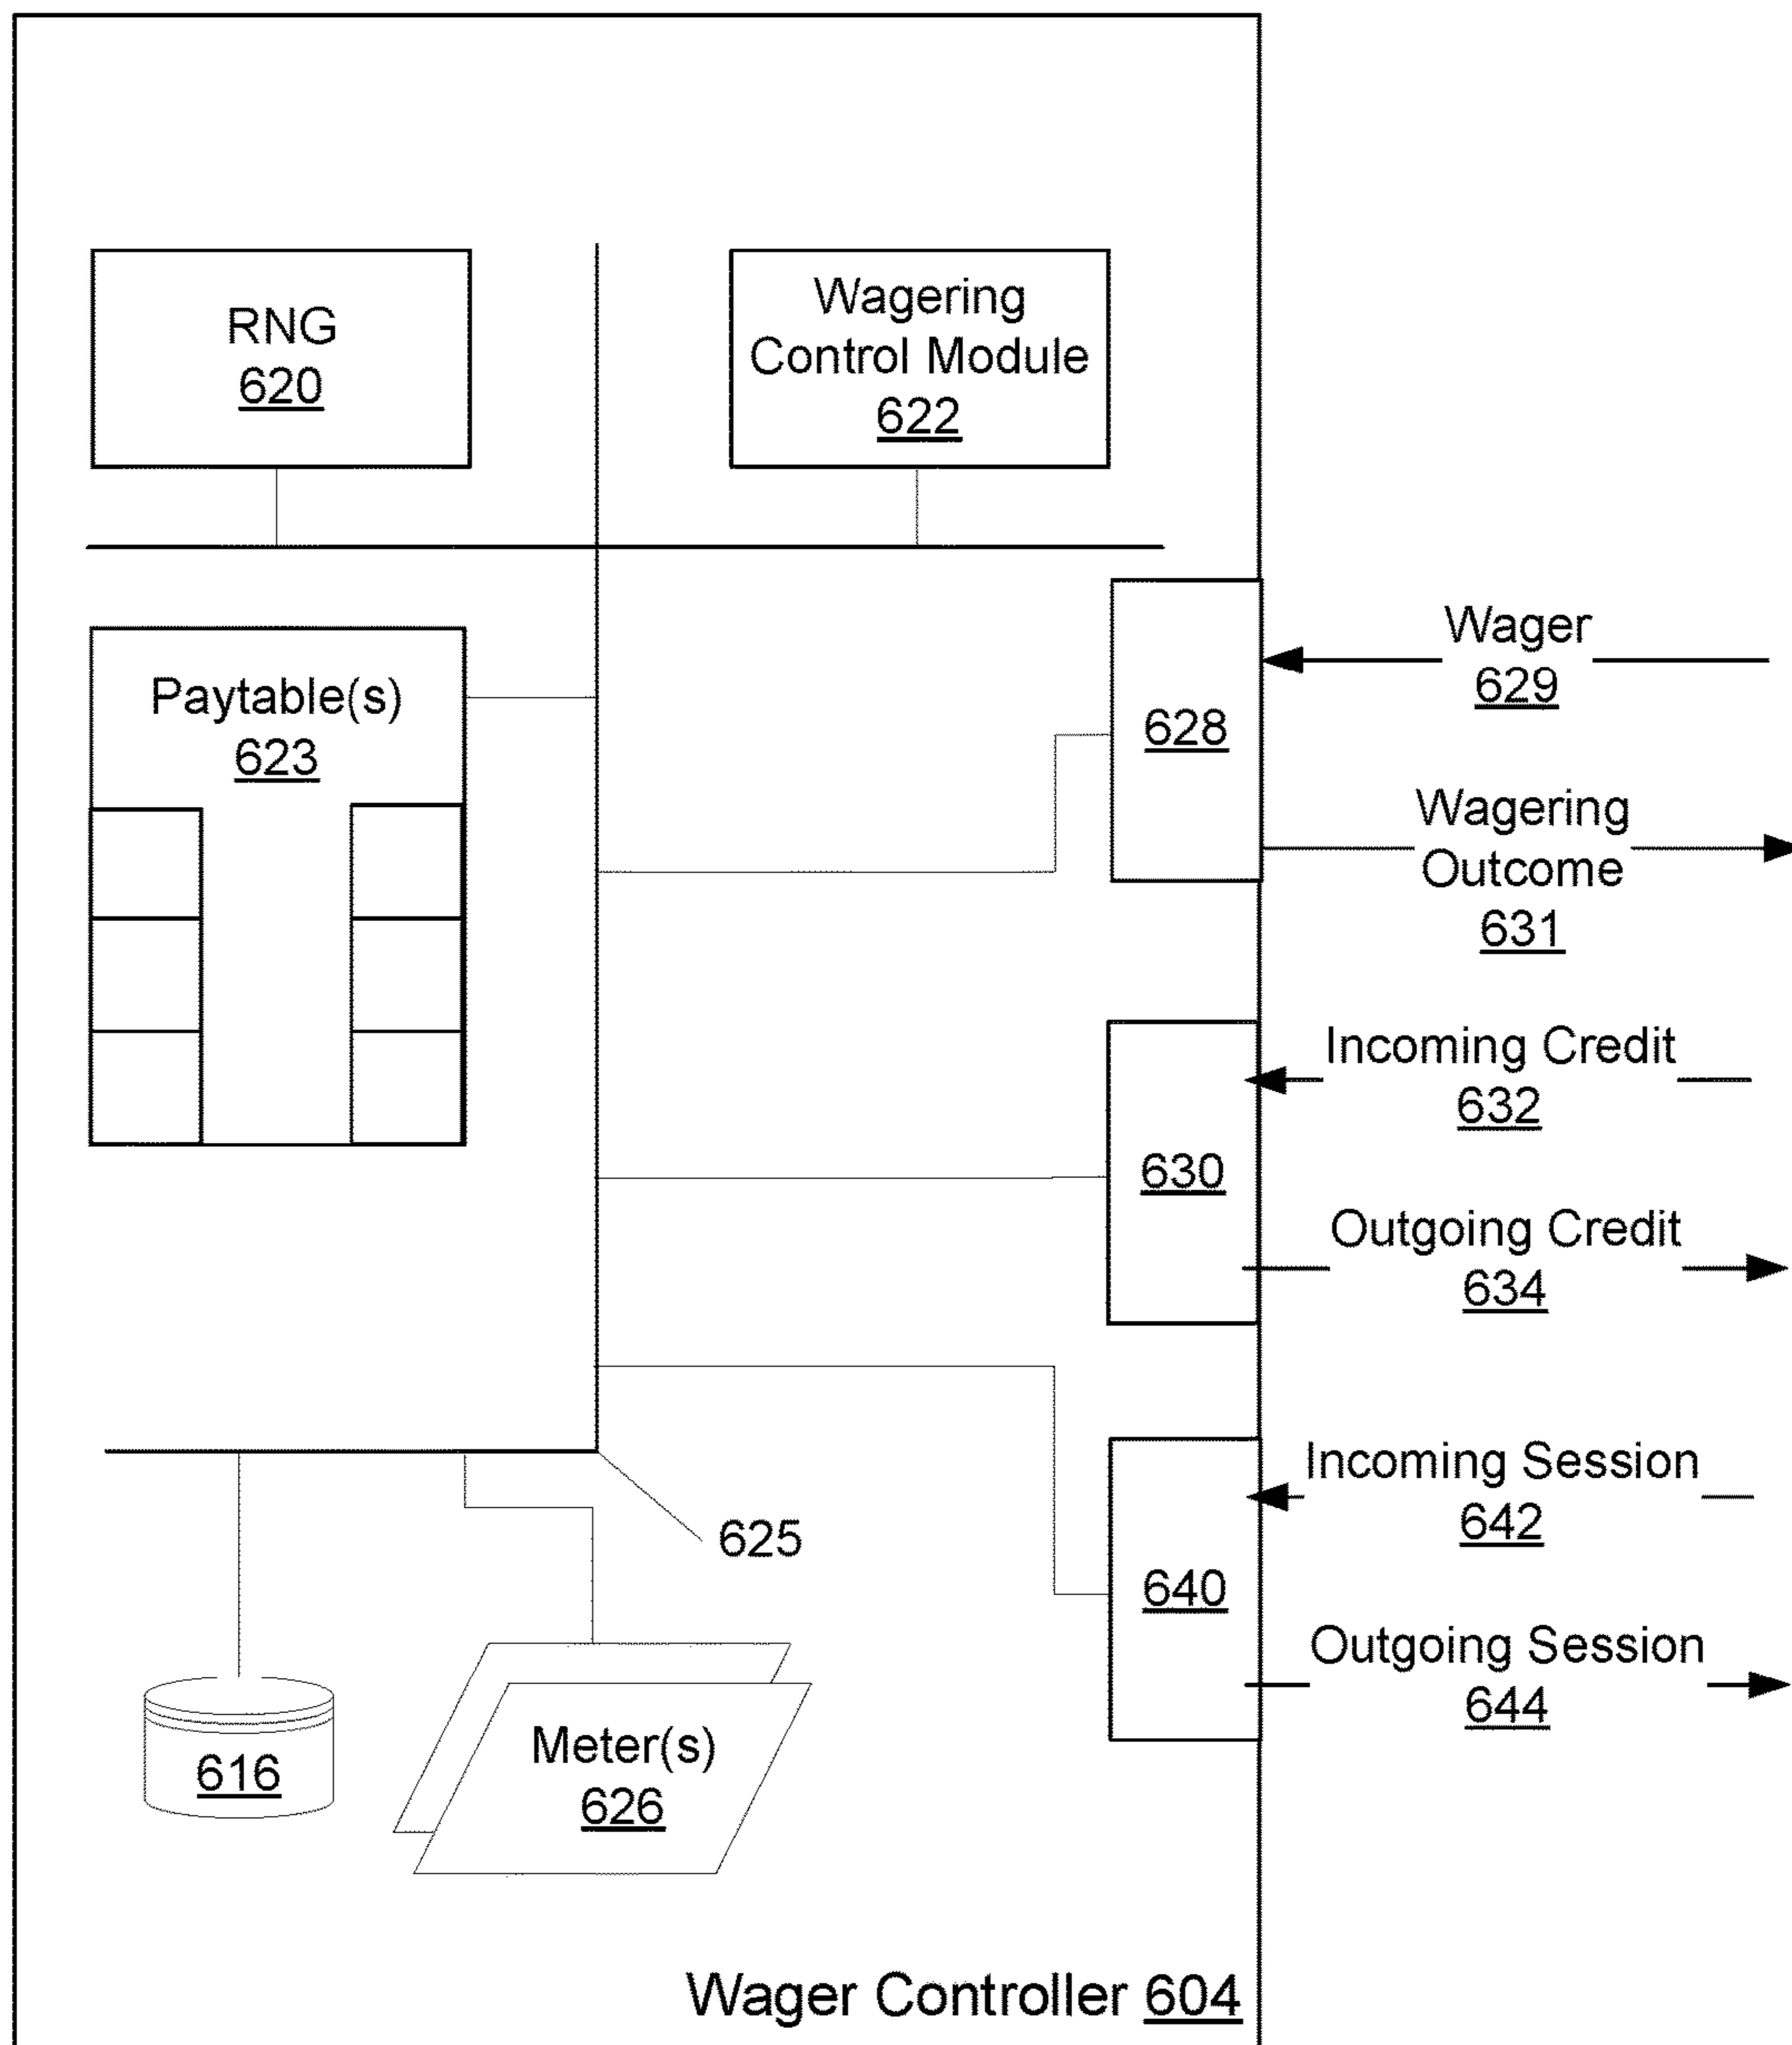 RNG
620
Wagering
Control Module
622
Paytable(s)
623
628
Wager
629
Wagering
Outcome
631
630
Incoming Credit
632
Outgoing Credit
634
625
640
Incoming Session
642
Outgoing Session
644
616
Meter(s)
626
Wager Controller 604